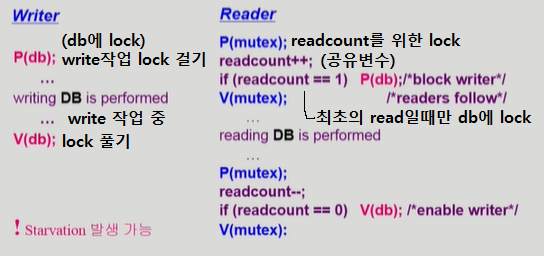 Writer
(db에 lock)
P(db); write작업 lock 걸기
...
writing DB is performed
... write 작업 중
V(db); lock 풀기
! Starvation 발생 가능
Reader
P(mutex); readcount를 위한 lock
readcount++; (공유변수)
if (readcount == 1) P(db);/*block writer*/
V(mutex); /*readers follow*/
최초의 read일때만 db에 lock
...
reading DB is performed
...
P(mutex);
readcount--;
if (readcount == 0) V(db); /*enable writer*/
V(mutex):